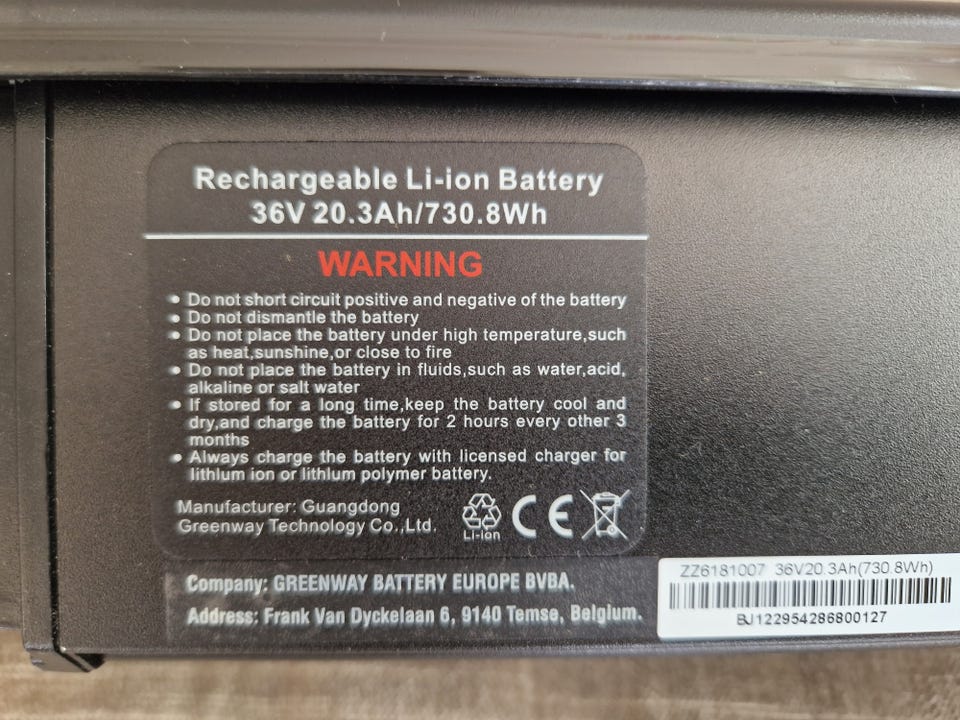 Rechargeable Li-ion Battery
36V 20.3Ah/730.8Wh
WARNING
• Do not short circuit positive and negative of the battery
• Do not dismantle the battery
• Do not place the battery under high temperature,such
as heat,sunshine,or close to fire
• Do not place the battery in fluids,such as water,acid,
alkaline or salt water
• If stored for a long time,keep the battery cool and
dry,and charge the battery for 2 hours every other 3
months
• Always charge the battery with licensed charger for
lithlum ion or lithlum polymer battery.
Manufacturer: Guangdong
Greenway Technology Co.,Ltd.
Li-ion
CE
Company: GREENWAY BATTERY EUROPE BVBA.
Address: Frank Van Dyckelaan 6, 9140 Temse, Belgium.
ZZ6181007 36V20.3Ah(730.8Wh)
BJ122954286800127